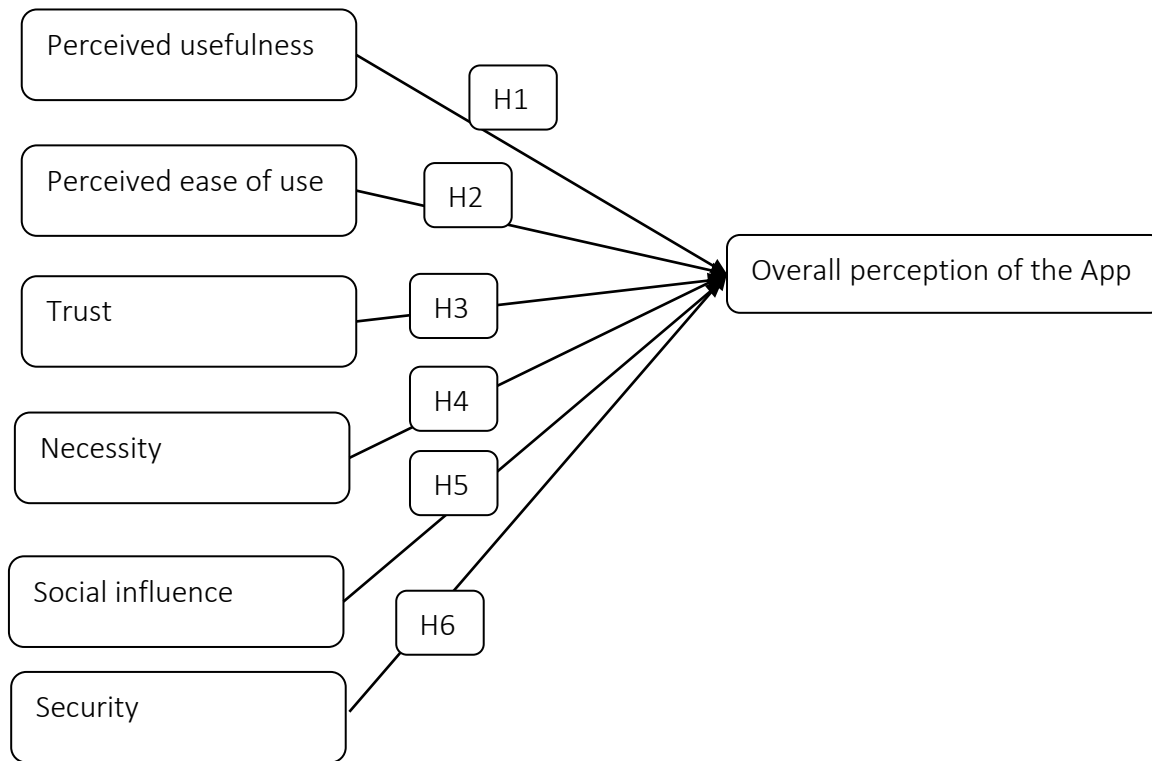 Perceived usefulness
H1
Perceived ease of use
H2
Overall perception of the App
Trust
H3
H4
Necessity
H5
Social influence
H6
Security